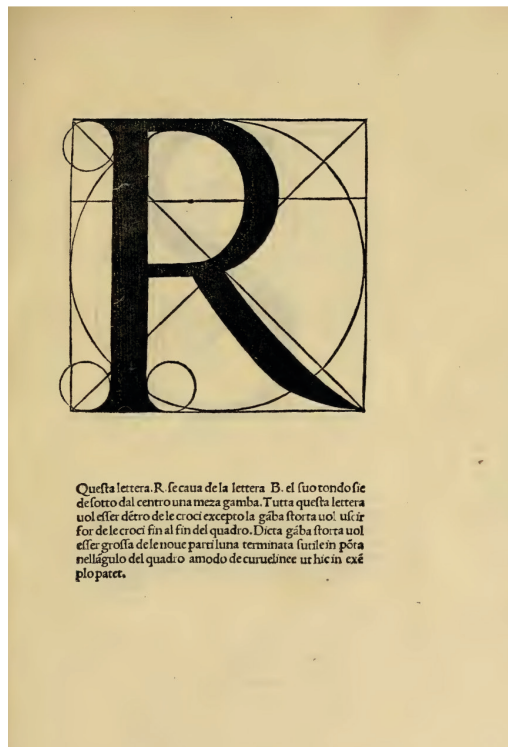 R
Queſta lettera.R.ſe caua de la lettera B. el ſuo tondo ſie
de ſotto dal centro una meza gamba. Tutta queſta lettera
uol eſſer dētro de le croci excepto la gāba ſtorta uol uſcir
for de le croci fin al fin del quadro. Dicta gāba ſtorta uol
eſſer groſſa de le noue parti luna terminata ſutile in pōta
nellāgulo del quadro amodo de curuelinee ut hic in exē
plo patet.